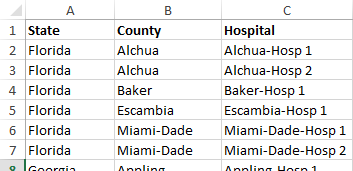 A B C
1 State County Hospital
2 Florida Alchua Alchua-Hosp 1
3 Florida Alchua Alchua-Hosp 2
4 Florida Baker Baker-Hosp 1
5 Florida Escambia Escambia-Hosp 1
6 Florida Miami-Dade Miami-Dade-Hosp 1
7 Florida Miami-Dade Miami-Dade-Hosp 2
8 Georgia Appling Appling-Hosp 1